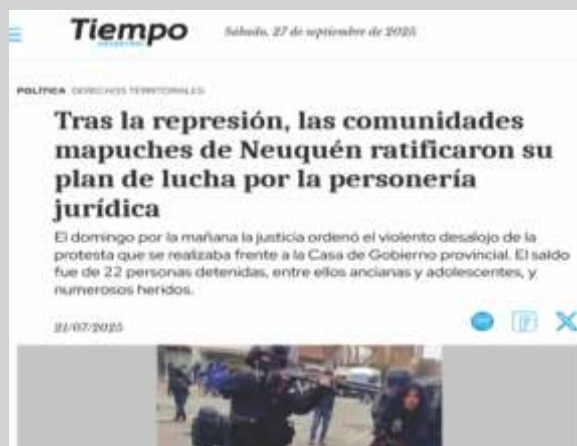 Tiempo
ARGENTINO
Sábado, 27 de septiembre de 2025
POLÍTICA DERECHOS TERRITORIALES
Tras la represión, las comunidades
mapuches de Neuquén ratificaron su
plan de lucha por la personería
jurídica
El domingo por la mañana la justicia ordenó el violento desalojo de la
protesta que se realizaba frente a la Casa de Gobierno provincial. El saldo
fue de 22 personas detenidas, entre ellos ancianas y adolescentes, y
numerosos heridos.
21/07/2025